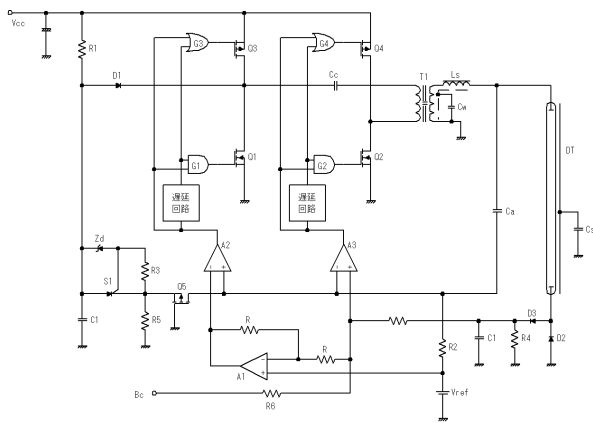 Vcc
R1
G3
Q3
G4
Q4
D1
Cc
T1
Ls
Cw
DT
G1
Q1
G2
Q2
遅延
回路
遅延
回路
Ca
Cs
Zd
A2
A3
R3
S1
Q5
C1
R5
R
R
A1
R2
C1
R4
D3
D2
Bc
R6
Vref